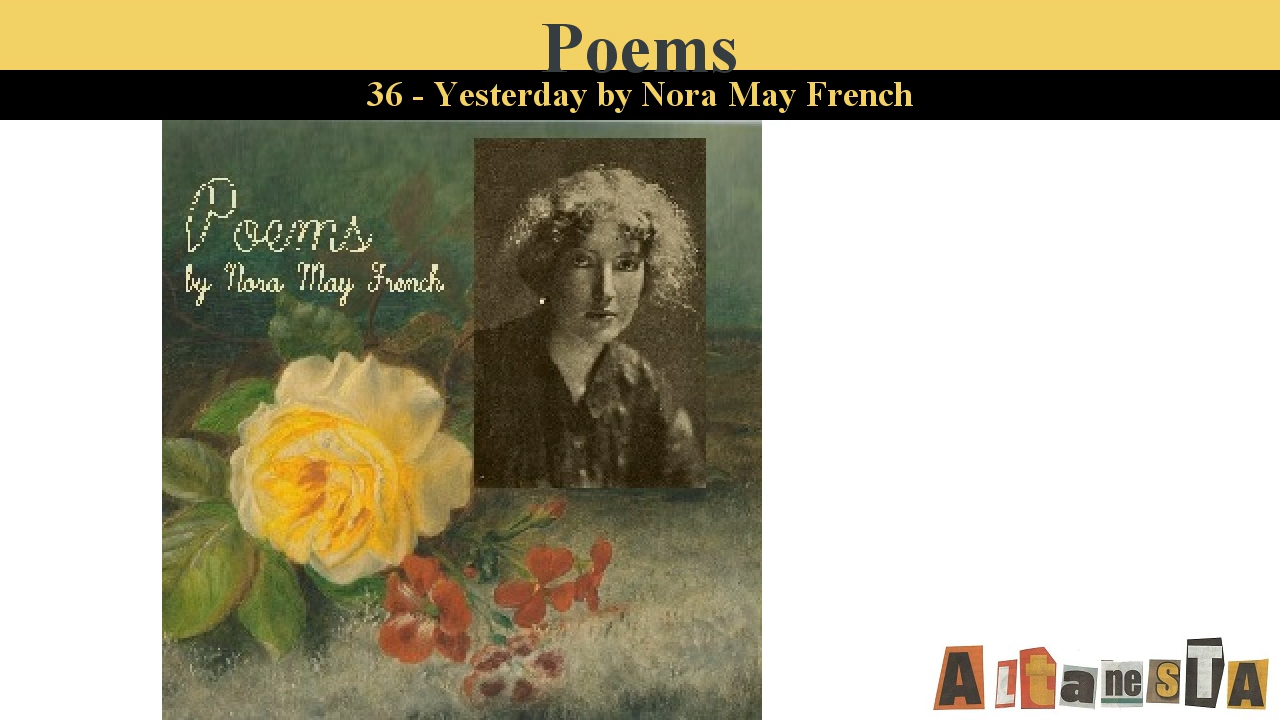 Poems
36 - Yesterday by Nora May French
Poems
by Nora May French
AltanesTA